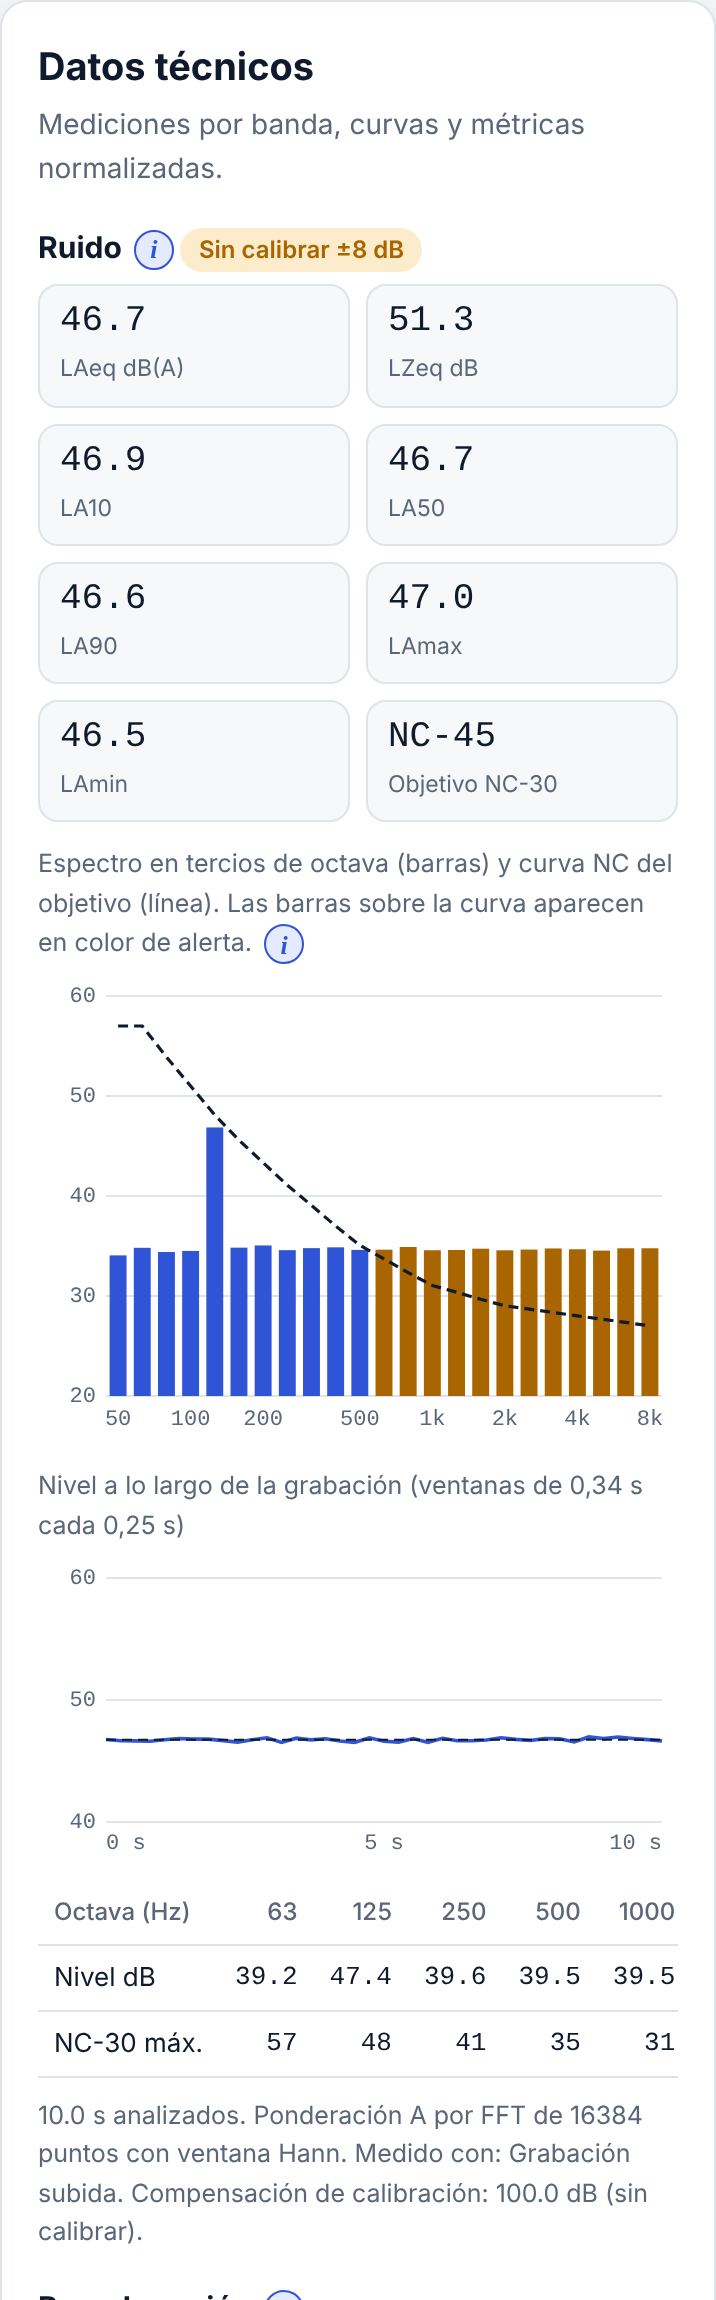 Datos técnicos
Mediciones por banda, curvas y métricas
normalizadas.
Ruido i Sin calibrar ±8 dB
46.7
LAeq dB(A)
51.3
LZeq dB
46.9
LA10
46.7
LA50
46.6
LA90
47.0
LAmax
46.5
LAmin
NC-45
Objetivo NC-30
Espectro en tercios de octava (barras) y curva NC del
objetivo (línea). Las barras sobre la curva aparecen
en color de alerta. i
60
50
40
30
20
50 100 200 500 1k 2k 4k 8k
Nivel a lo largo de la grabación (ventanas de 0,34 s
cada 0,25 s)
60
50
40
0 s 5 s 10 s
Octava (Hz) 63 125 250 500 1000
Nivel dB 39.2 47.4 39.6 39.5 39.5
NC-30 máx. 57 48 41 35 31
10.0 s analizados. Ponderación A por FFT de 16384
puntos con ventana Hann. Medido con: Grabación
subida. Compensación de calibración: 100.0 dB (sin
calibrar).